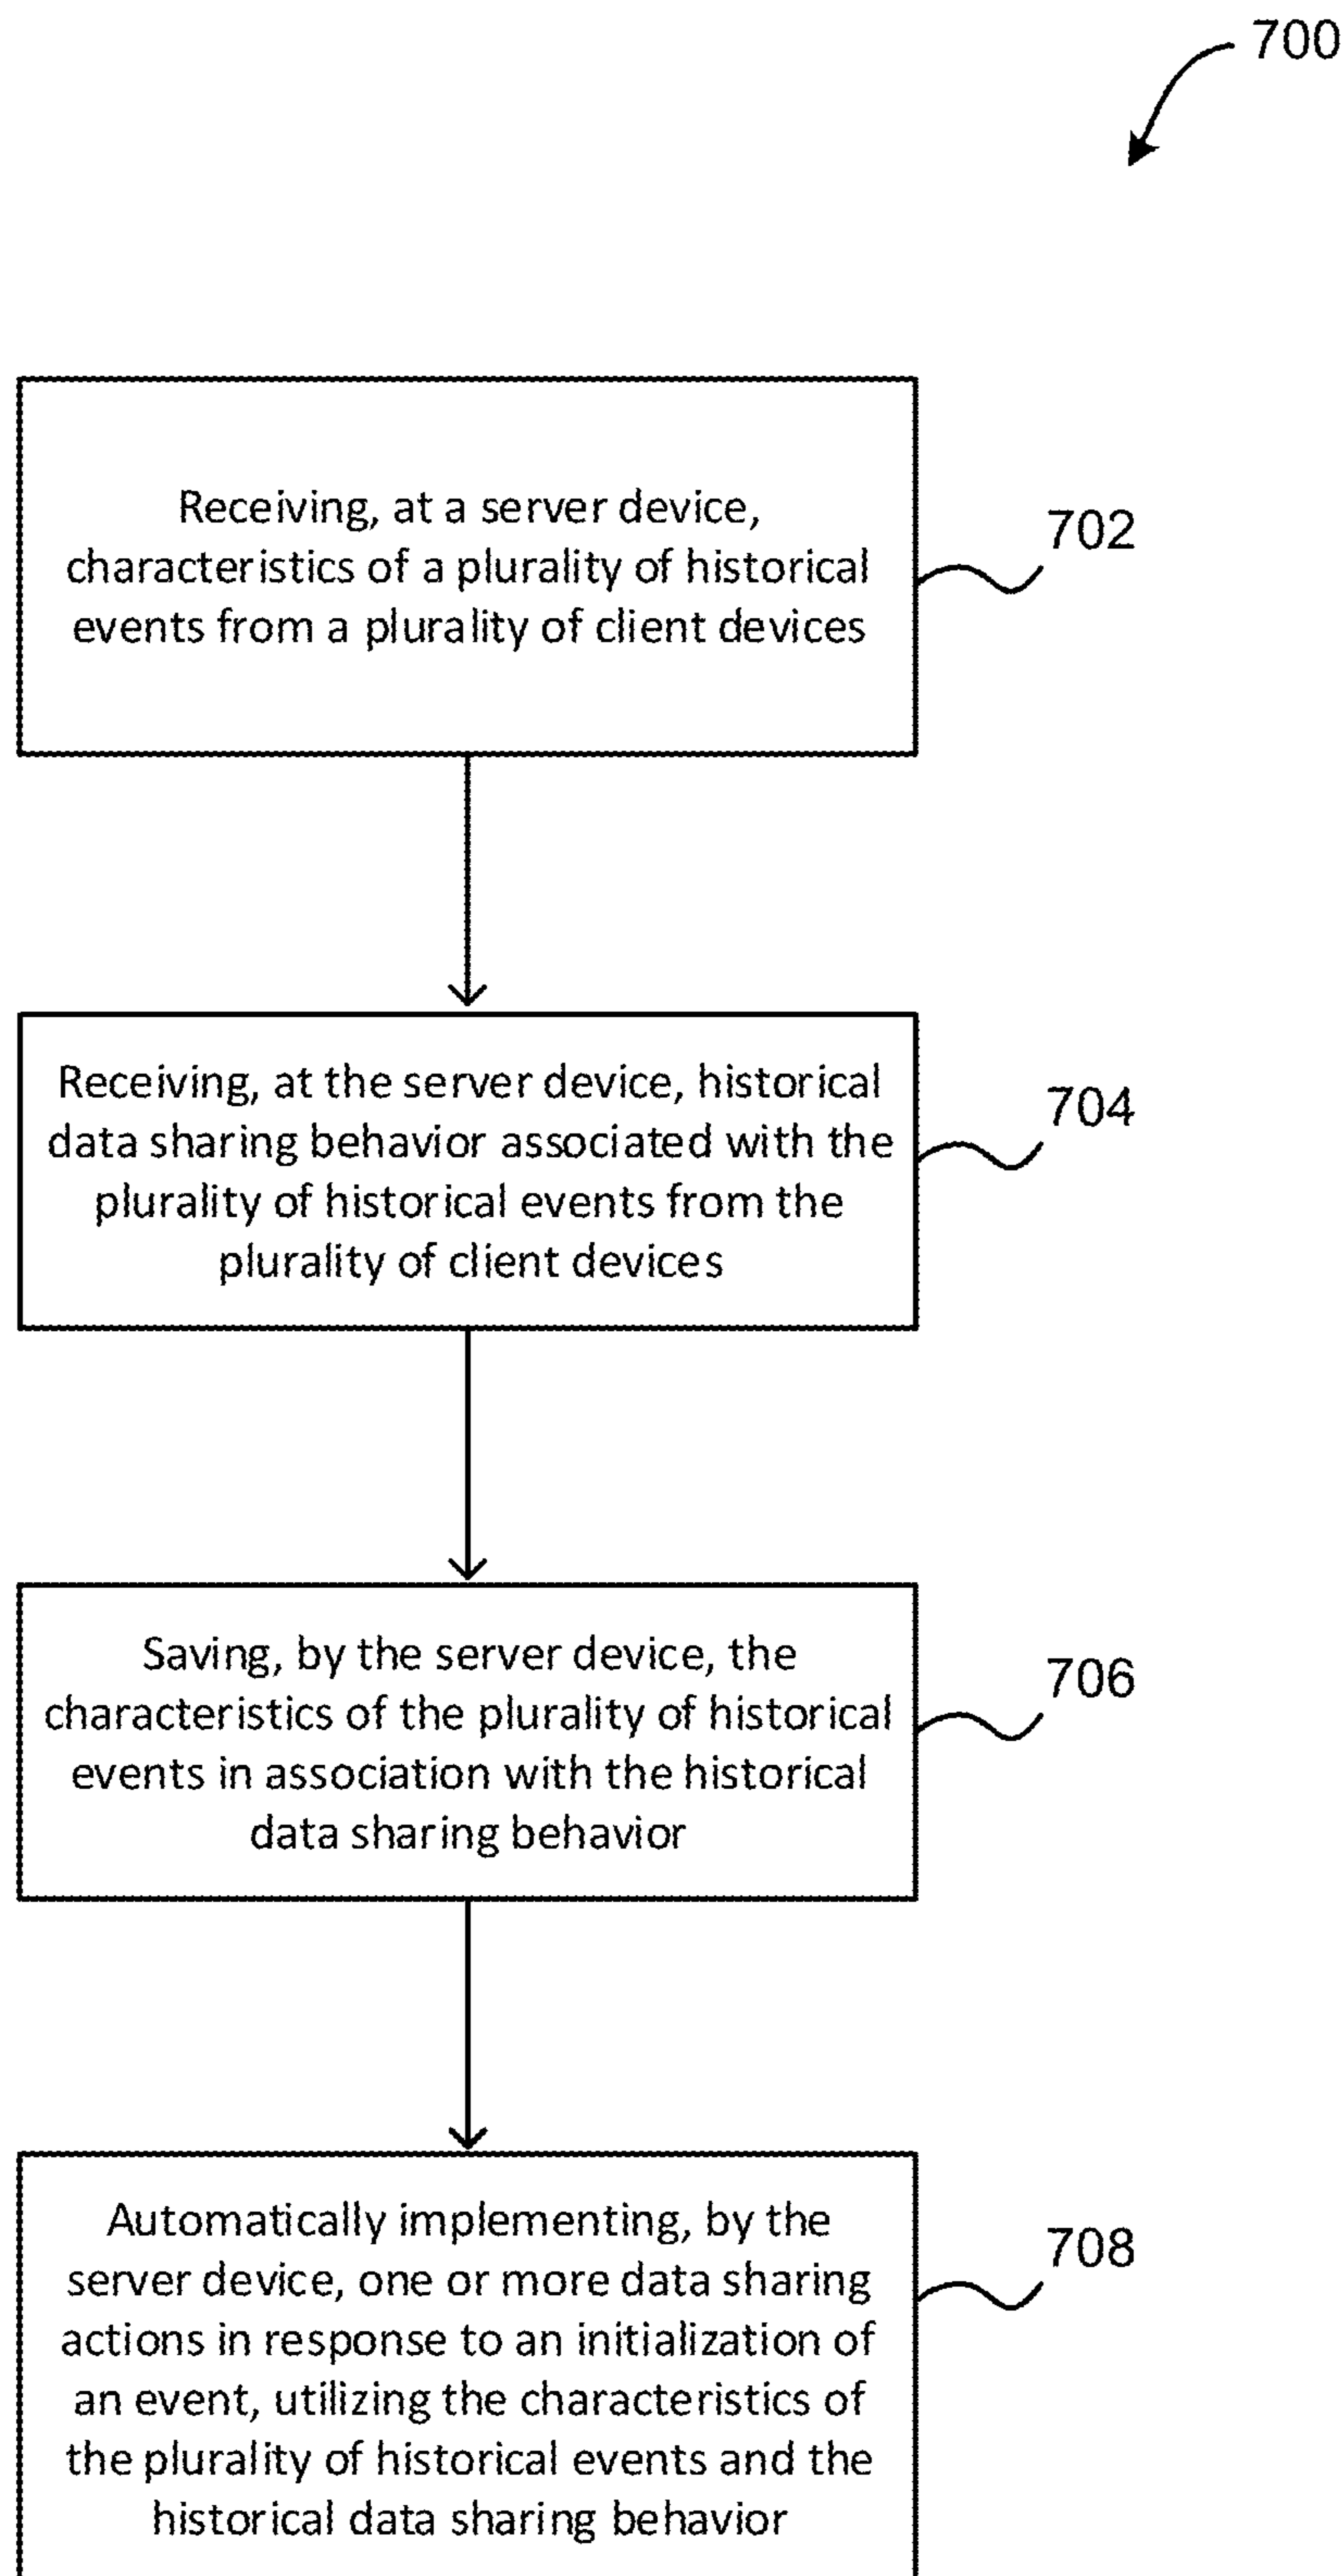 700
Receiving, at a server device,
characteristics of a plurality of historical
events from a plurality of client devices
702
Receiving, at the server device, historical
data sharing behavior associated with the
plurality of historical events from the
plurality of client devices
704
Saving, by the server device, the
characteristics of the plurality of historical
events in association with the historical
data sharing behavior
706
Automatically implementing, by the
server device, one or more data sharing
actions in response to an initialization of
an event, utilizing the characteristics of
the plurality of historical events and the
historical data sharing behavior
708